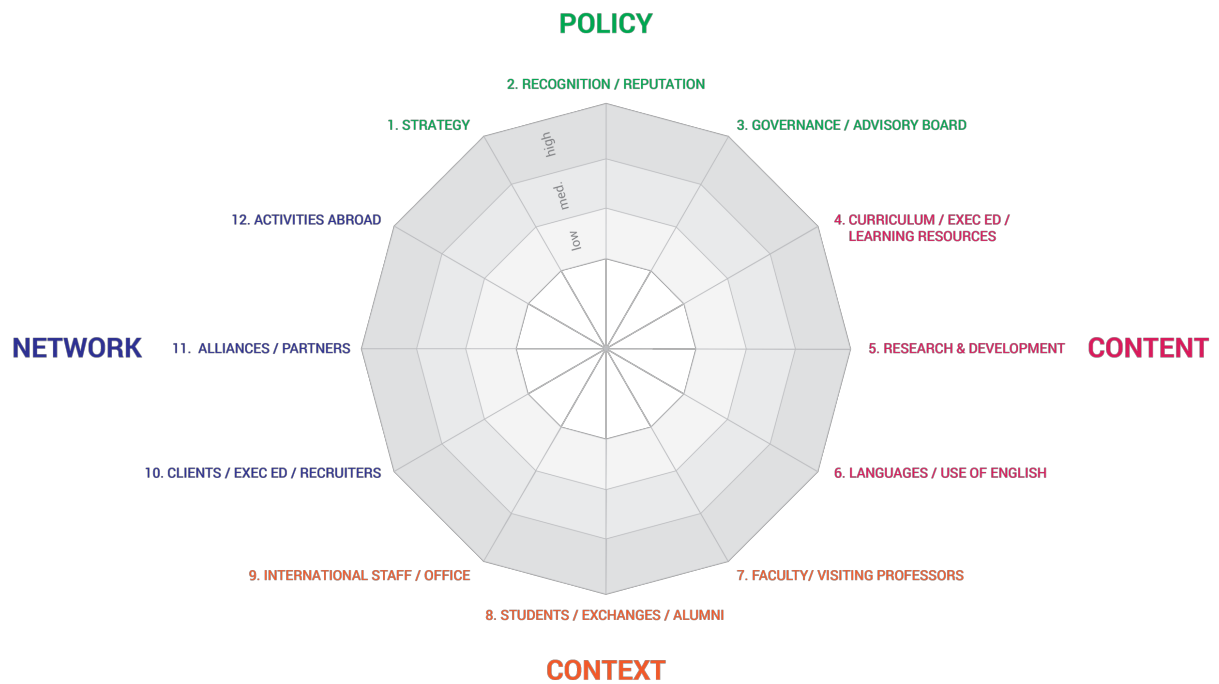 POLICY
2. RECOGNITION / REPUTATION
1. STRATEGY
3. GOVERNANCE / ADVISORY BOARD
high
med.
low
12. ACTIVITIES ABROAD
4. CURRICULUM / EXEC ED /
LEARNING RESOURCES
NETWORK
11. ALLIANCES / PARTNERS
5. RESEARCH & DEVELOPMENT
CONTENT
10. CLIENTS / EXEC ED / RECRUITERS
6. LANGUAGES / USE OF ENGLISH
9. INTERNATIONAL STAFF / OFFICE
7. FACULTY/ VISITING PROFESSORS
8. STUDENTS / EXCHANGES / ALUMNI
CONTEXT